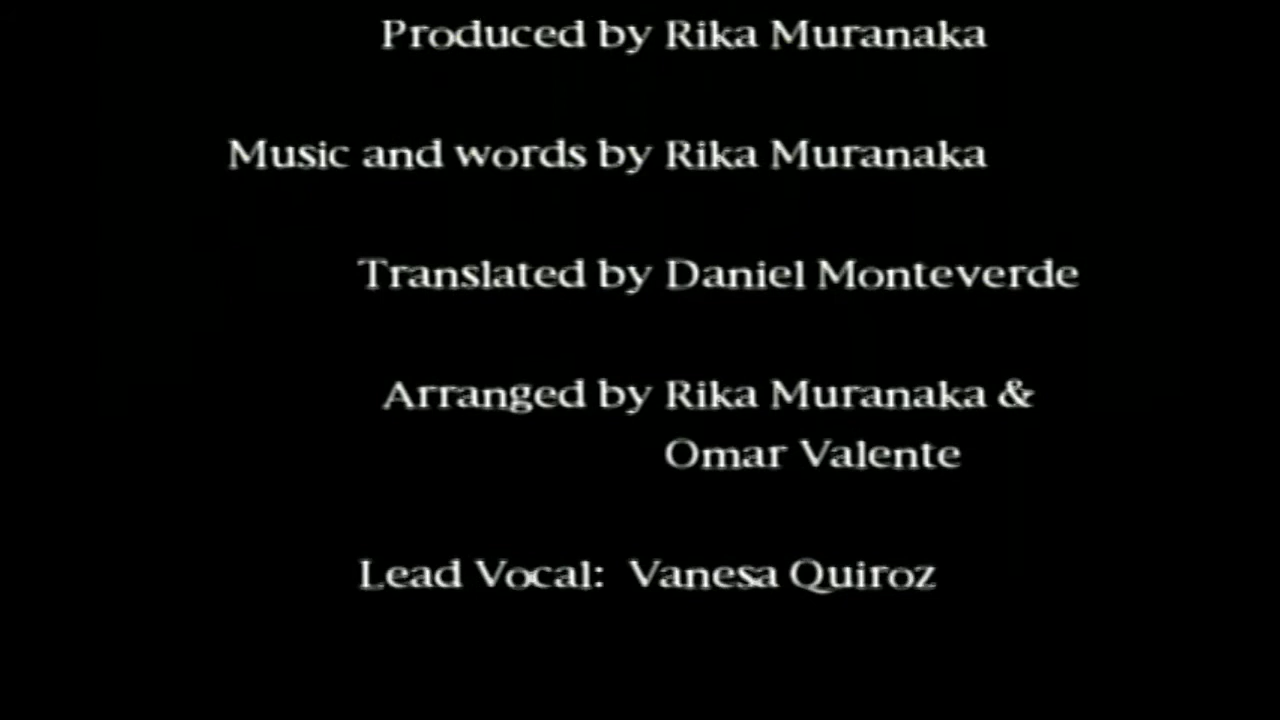 Produced by Rika Muranaka
Music and words by Rika Muranaka
Translated by Daniel Monteverde
Arranged by Rika Muranaka &
Omar Valente
Lead Vocal: Vanesa Quiroz